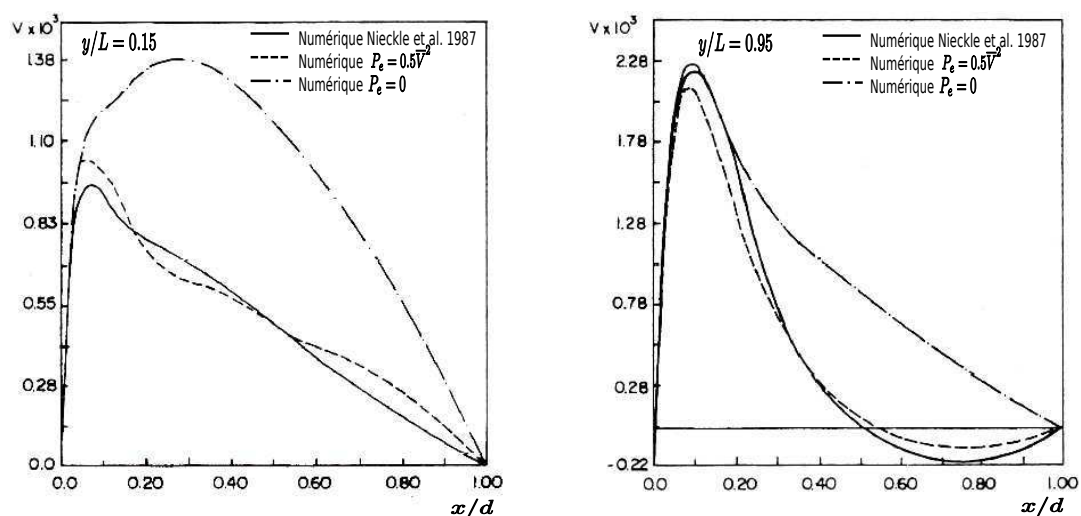 V x 10³
y/L = 0.15
Numérique Nieckle et al. 1987
Numérique Pₑ = 0.5V̅²
Numérique Pₑ = 0
1.38
1.10
0.83
0.55
0.28
0.0
0.0 0.20 0.40 0.60 0.80 1.00
x/d
V x 10³
y/L = 0.95
Numérique Nieckle et al. 1987
Numérique Pₑ = 0.5V̅²
Numérique Pₑ = 0
2.28
1.78
1.28
0.78
0.28
-0.22
0.0 0.20 0.40 0.60 0.80 1.00
x/d